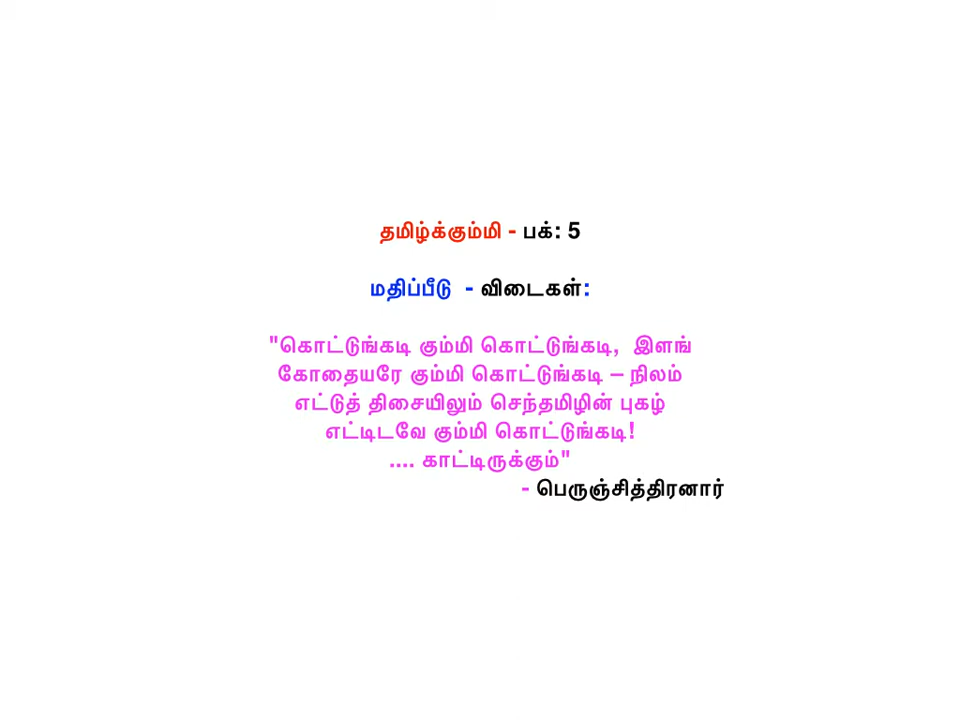 தமிழ்க்கும்மி - பக்: 5
மதிப்பீடு - விடைகள்:
"கொட்டுங்கடி கும்மி கொட்டுங்கடி, இளங்
கோதையரே கும்மி கொட்டுங்கடி – நிலம்
எட்டுத் திசையிலும் செந்தமிழின் புகழ்
எட்டிடவே கும்மி கொட்டுங்கடி!
.... காட்டிருக்கும்"
- பெருஞ்சித்திரனார்